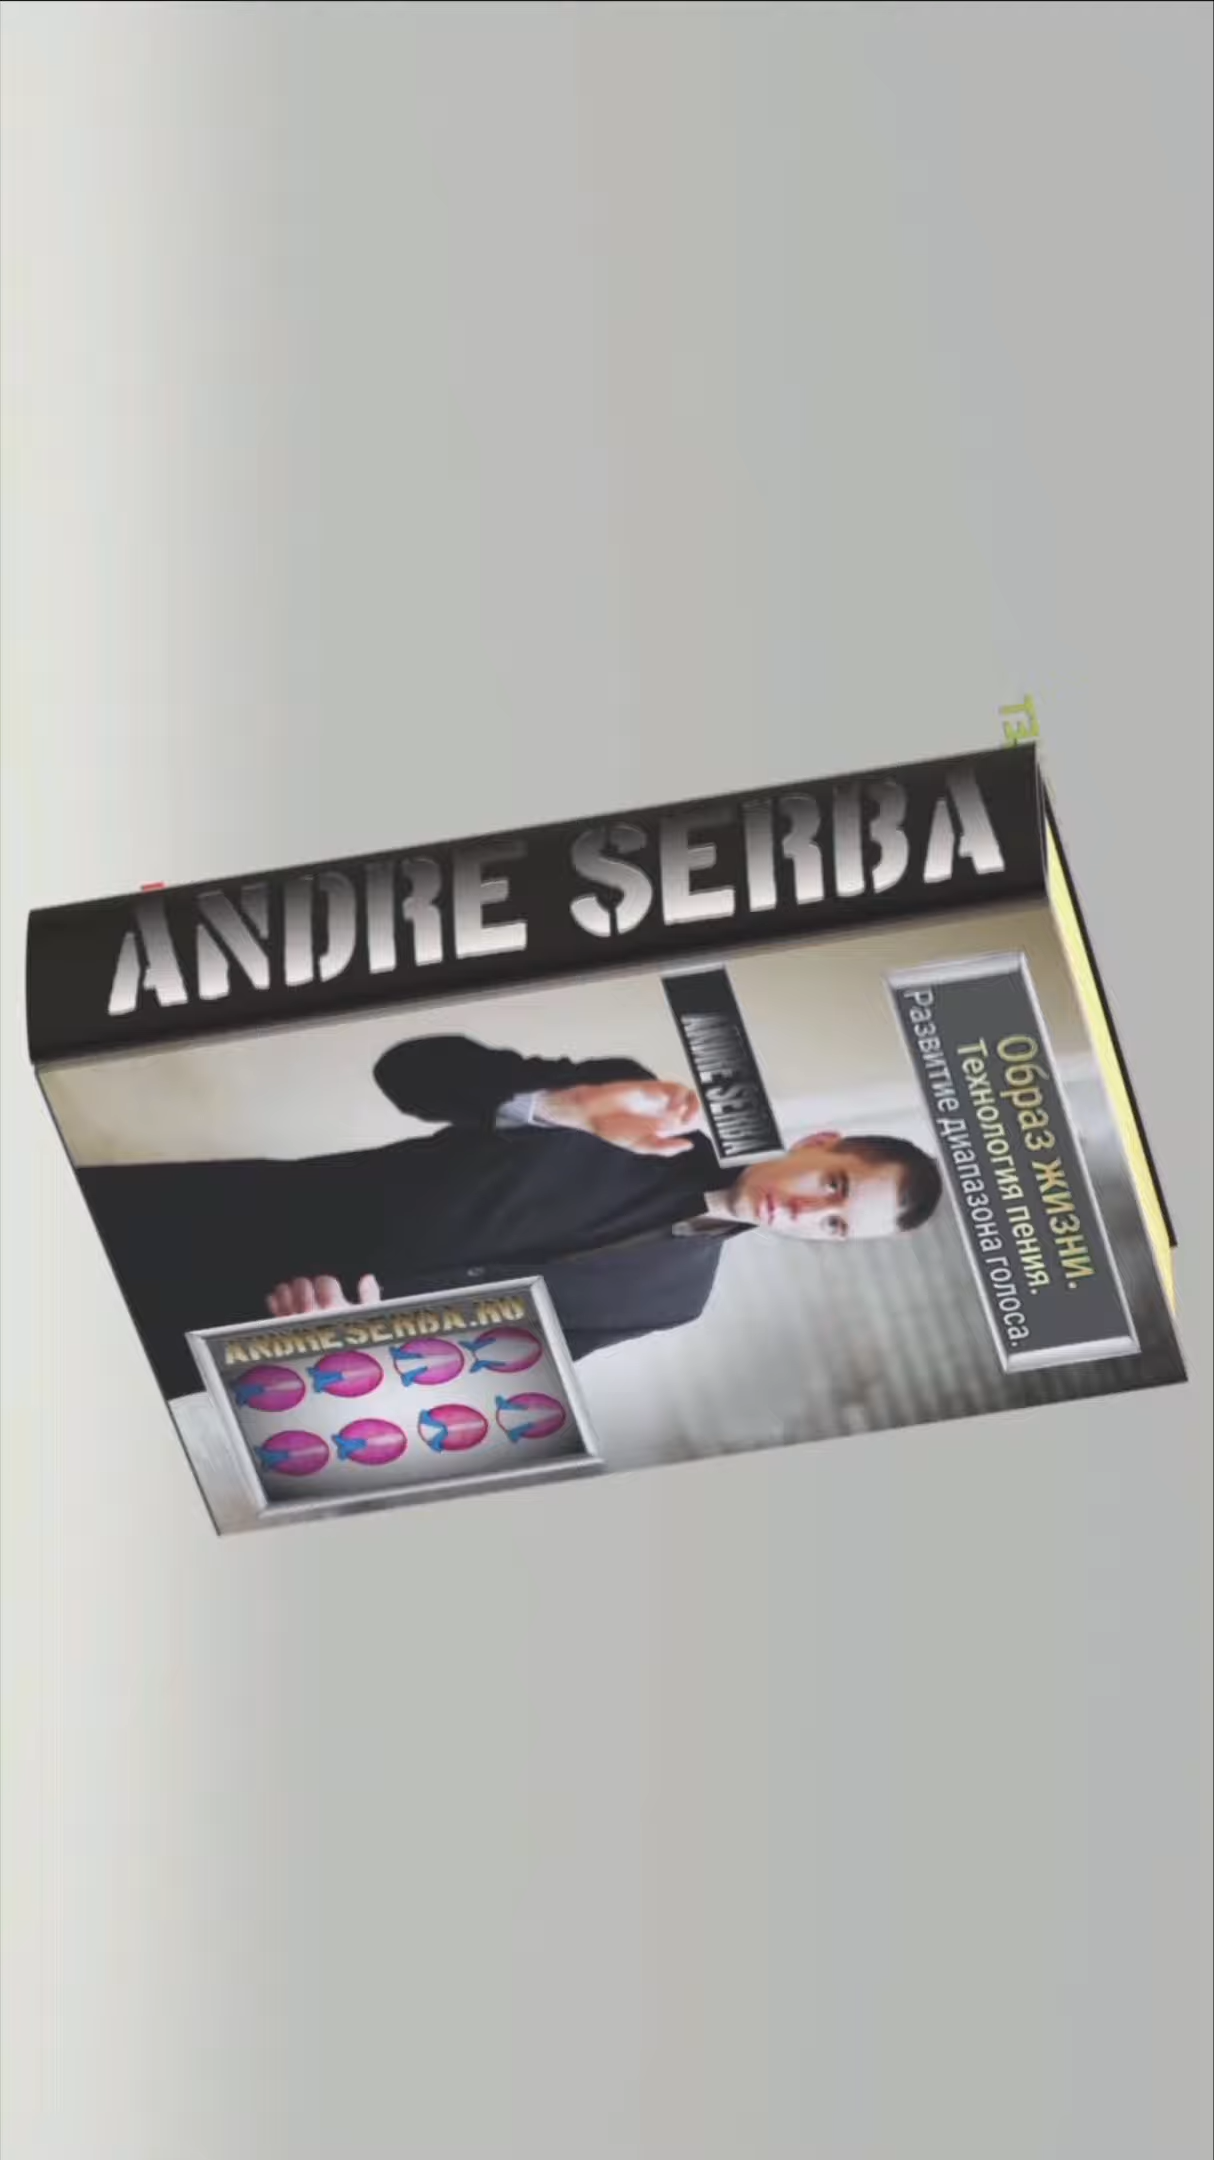 ANDRE SERBA
Образ жизни.
Технология пения.
Развитие диапазона голоса.
ANDRE SERBA
ANDRESERBA.RU